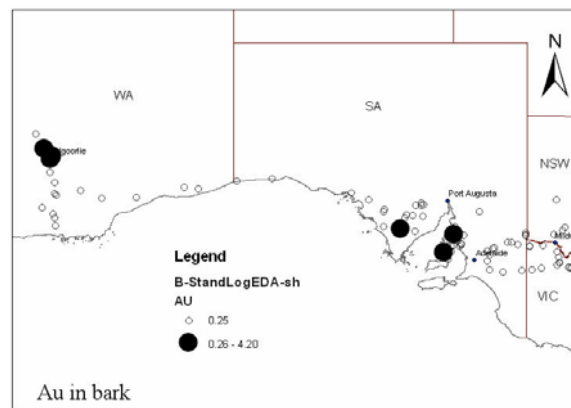 N
WA
SA
NSW
Port Augusta
Adelaide
VIC
Legend
B-StandLogEDA-sh
AU
0.25
0.26 - 4.20
Au in bark